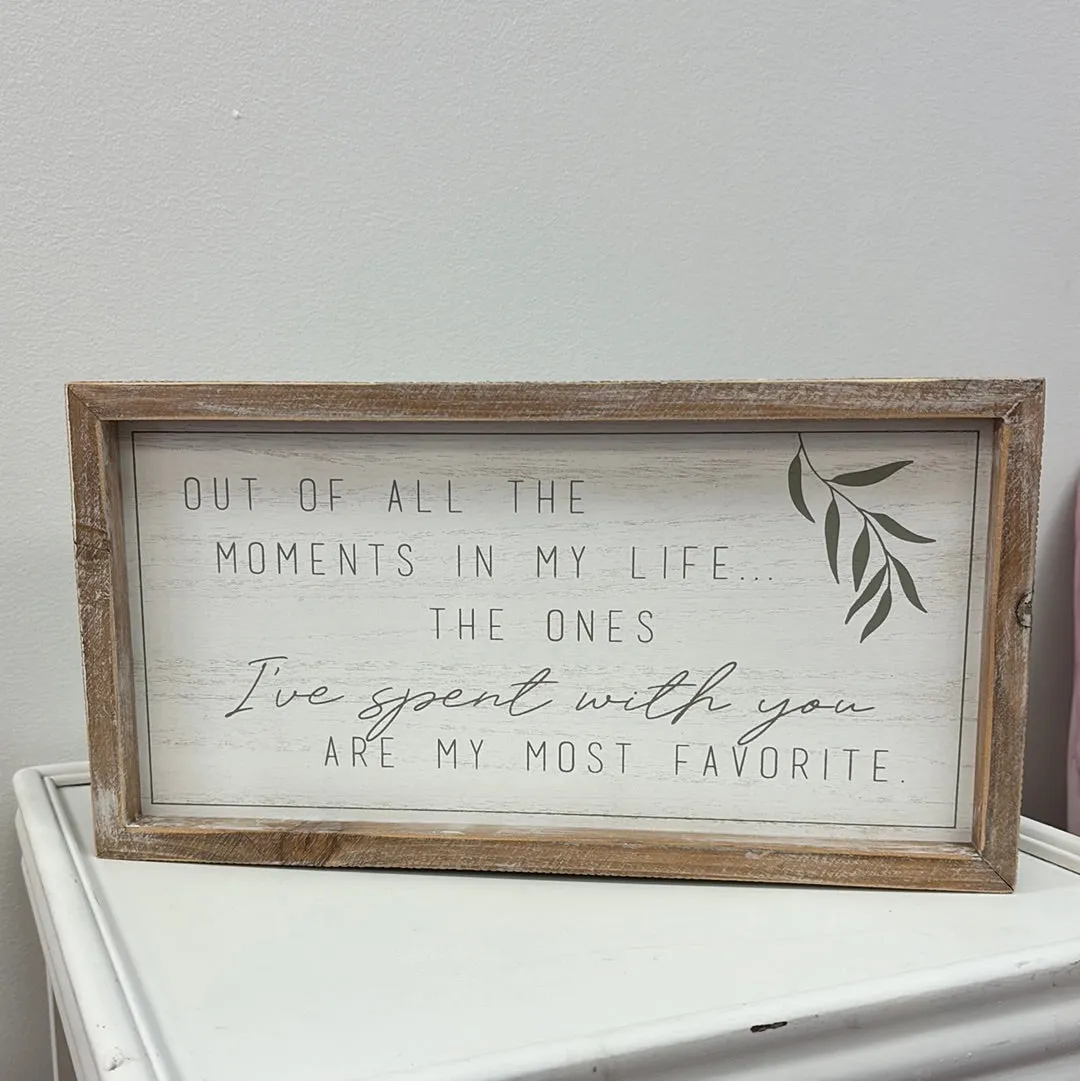 OUT OF ALL THE
MOMENTS IN MY LIFE...
THE ONES
I've spent with you
ARE MY MOST FAVORITE.